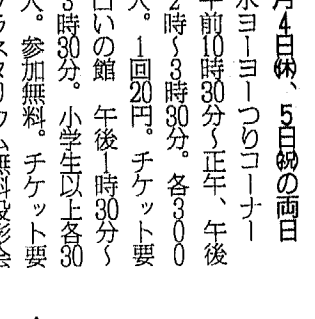 月4日(休)、5日(祝)の両日
水ヨーヨーつりコーナー
午前10時30分〜正午、午後
2時〜3時30分。各300
人。1回20円。チケット要
占いの館　午後1時30分〜
3時30分。小学生以上各30
人。参加無料。チケット要